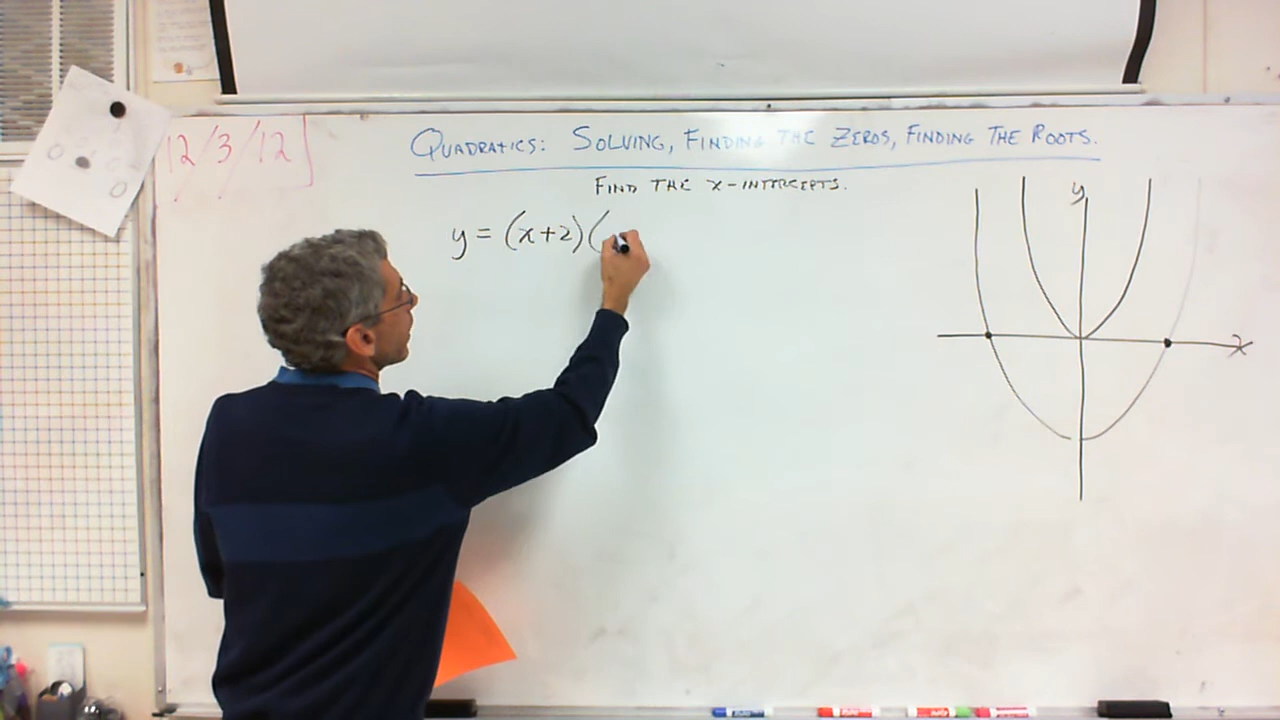 12/3/12
QUADRATICS: SOLVING, FINDING THE ZEROS, FINDING THE ROOTS.
FIND THE X-INTERCEPTS.
y = (x+2)(
y
x